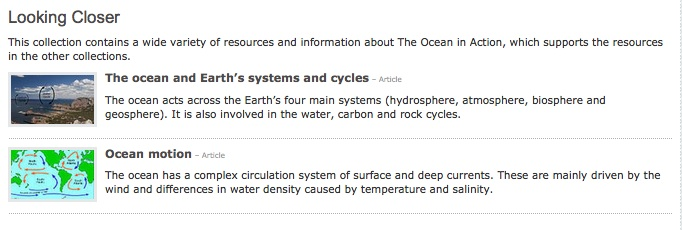 Looking Closer
This collection contains a wide variety of resources and information about The Ocean in Action, which supports the resources
in the other collections.
The ocean and Earth’s systems and cycles – Article
The ocean acts across the Earth’s four main systems (hydrosphere, atmosphere, biosphere and
geosphere). It is also involved in the water, carbon and rock cycles.
Ocean motion – Article
The ocean has a complex circulation system of surface and deep currents. These are mainly driven by the
wind and differences in water density caused by temperature and salinity.